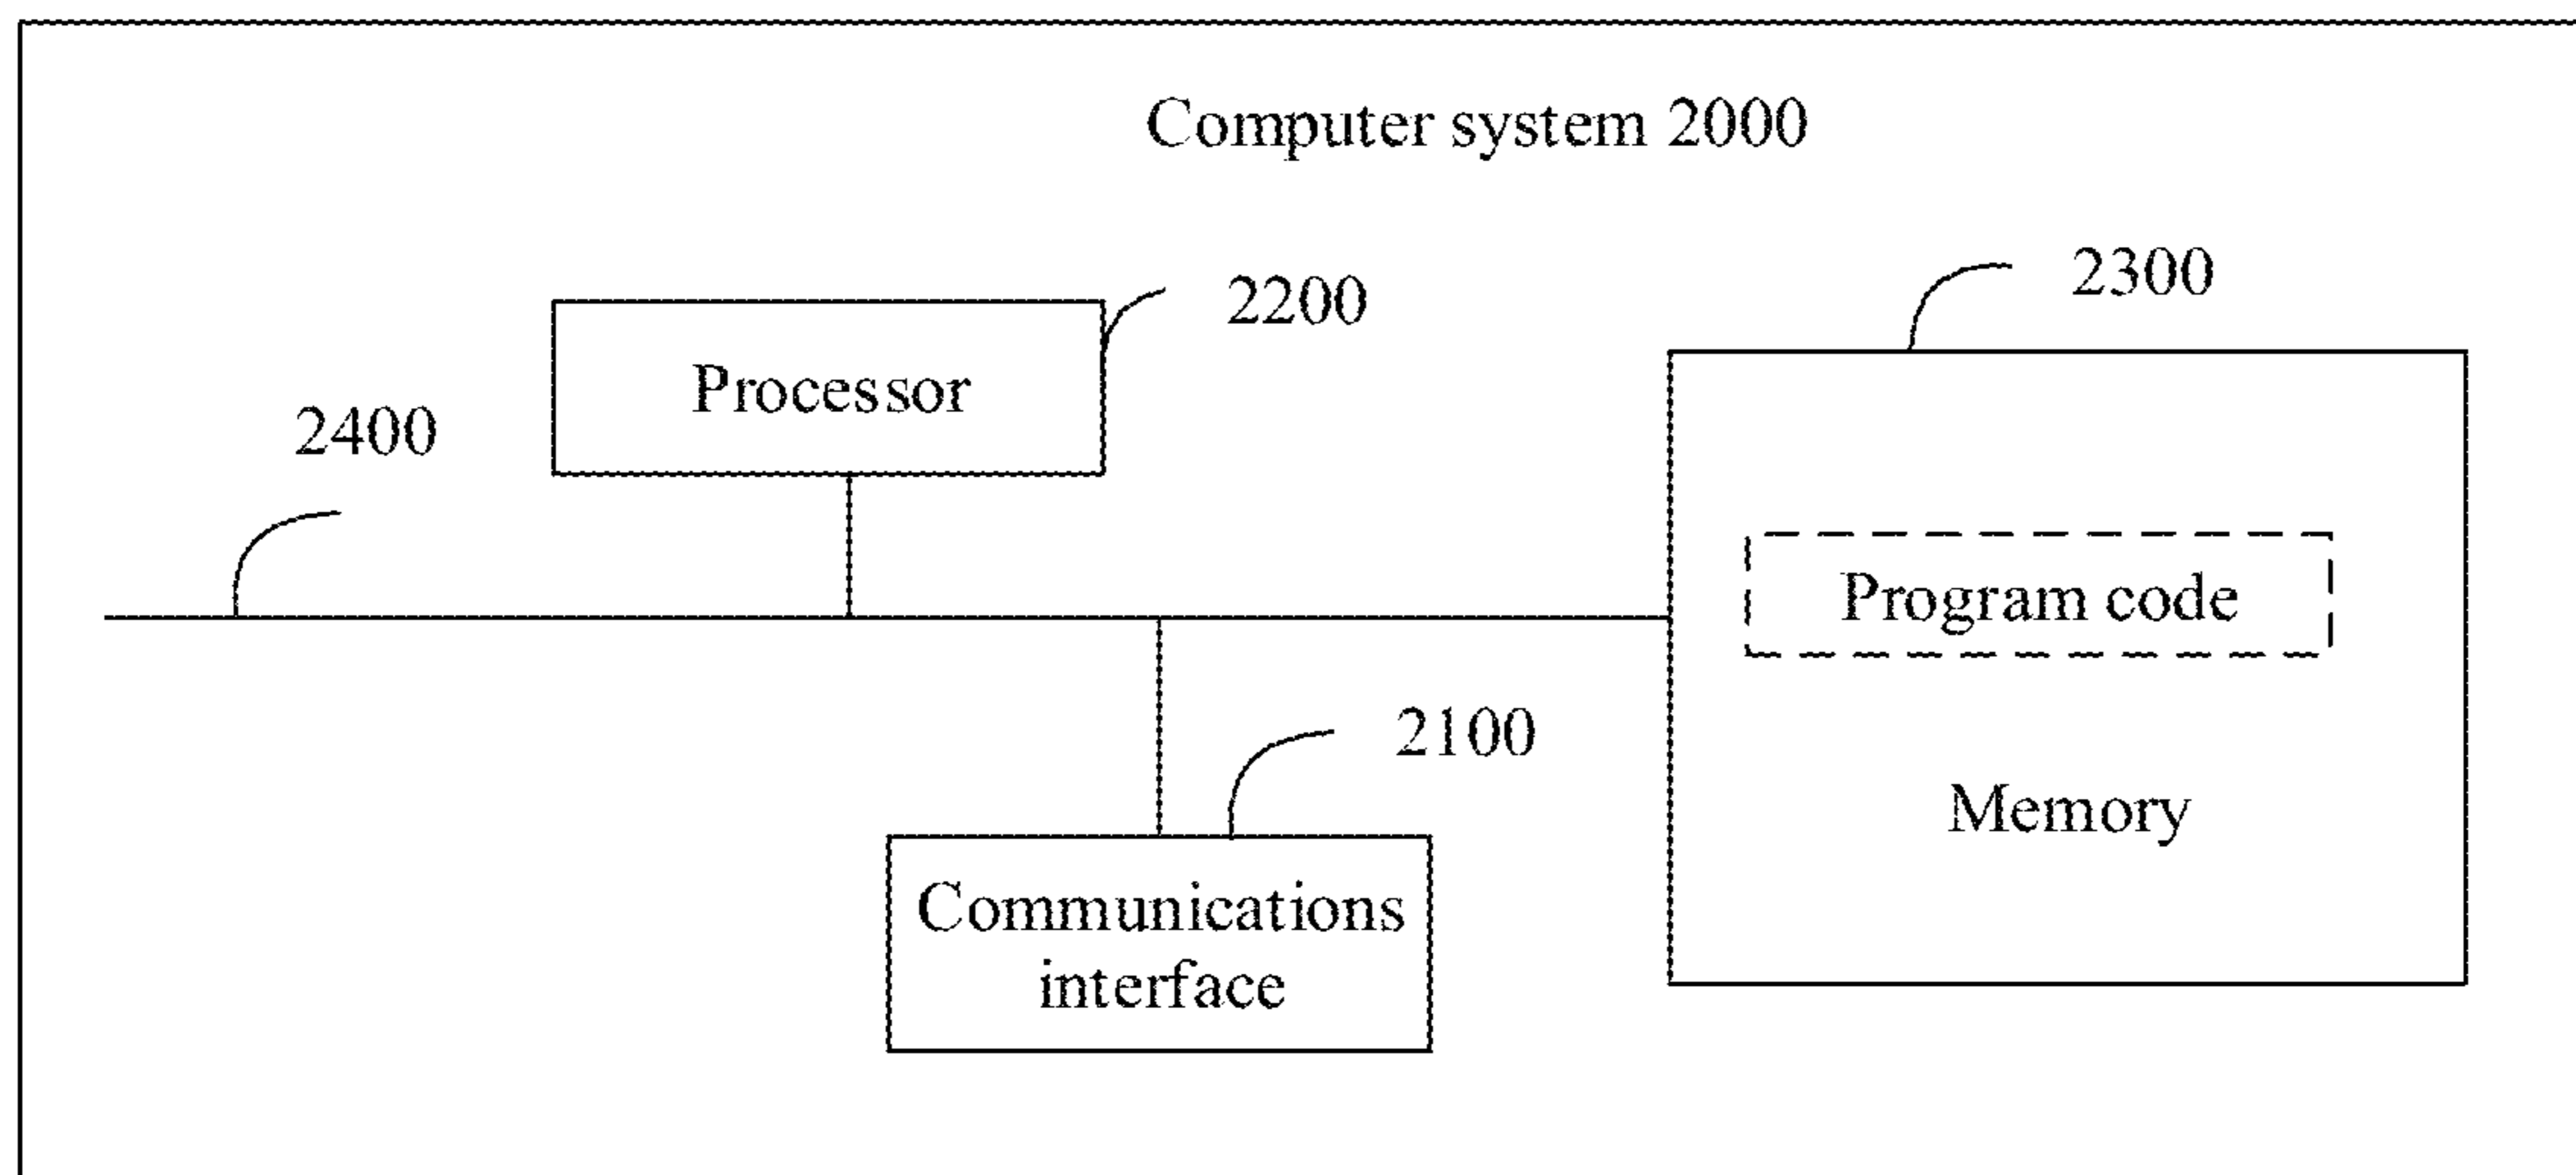 Computer system 2000
2300
2200
Processor
2400
Program code
2100
Memory
Communications
interface